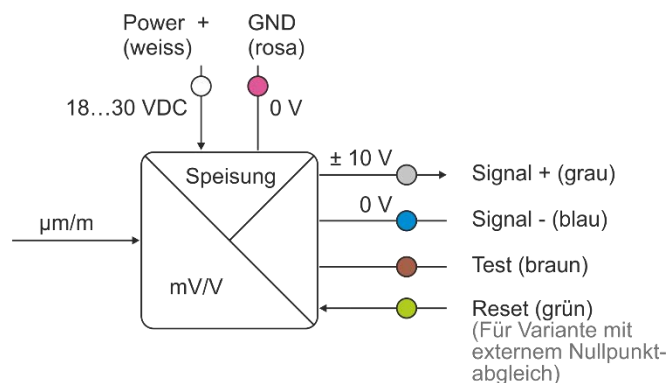 Power +
(weiss)
GND
(rosa)
18...30 VDC
0 V
Speisung
± 10 V
Signal + (grau)
0 V
Signal - (blau)
µm/m
mV/V
Test (braun)
Reset (grün)
(Für Variante mit
externem Nullpunkt-
abgleich)